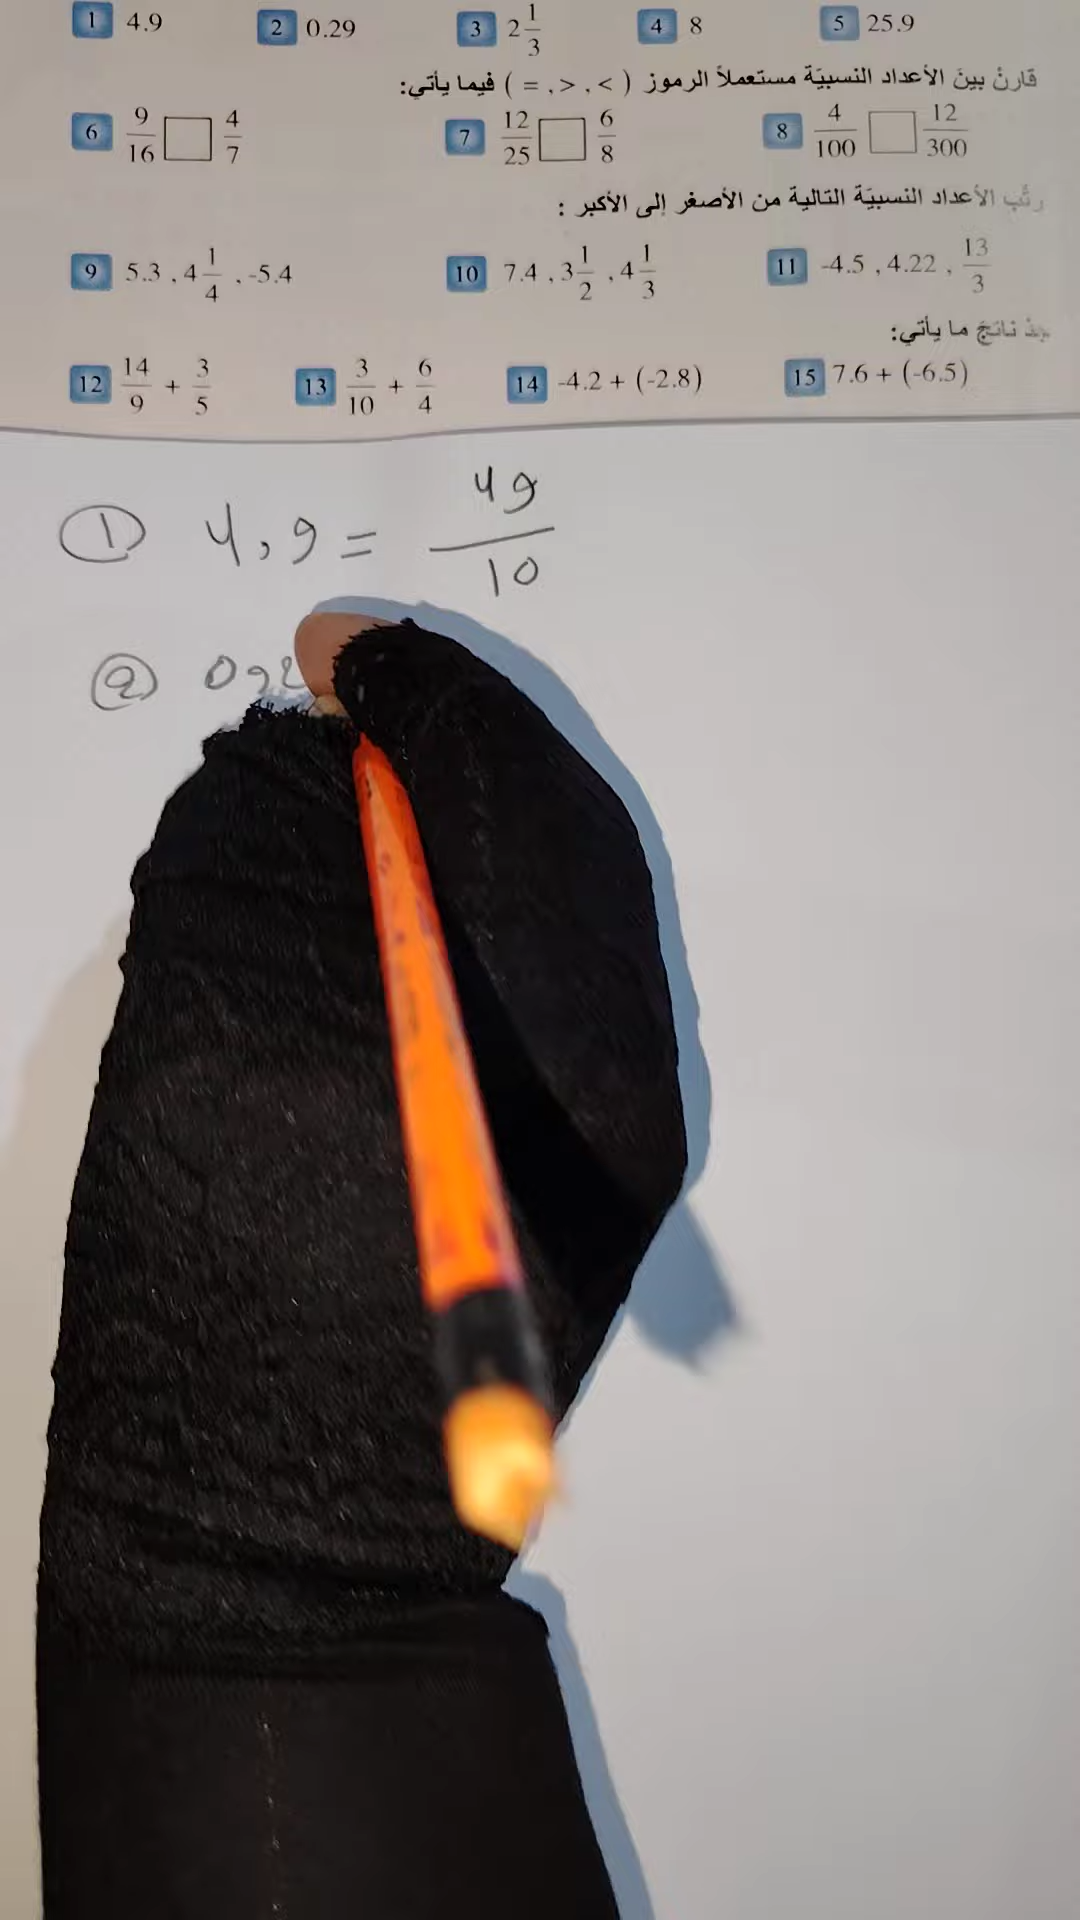 1 4.9 2 0.29 3 2 1/3 4 8 5 25.9
قارنْ بينَ الأعداد النسبيّة مستعملاً الرموز ( < ، > ، = ) فيما يأتي:
6 9/16 □ 4/7 7 12/25 □ 6/8 8 4/100 □ 12/300
رتّب الأعداد النسبيّة التالية من الأصغر إلى الأكبر :
9 5.3 , 4 1/4 , -5.4 10 7.4 , 3 1/2 , 4 1/3 11 -4.5 , 4.22 , 13/3
جدْ ناتجَ ما يأتي:
12 14/9 + 3/5 13 3/10 + 6/4 14 -4.2 + (-2.8) 15 7.6 + (-6.5)
1 4,9 = 49/10
2 0,2